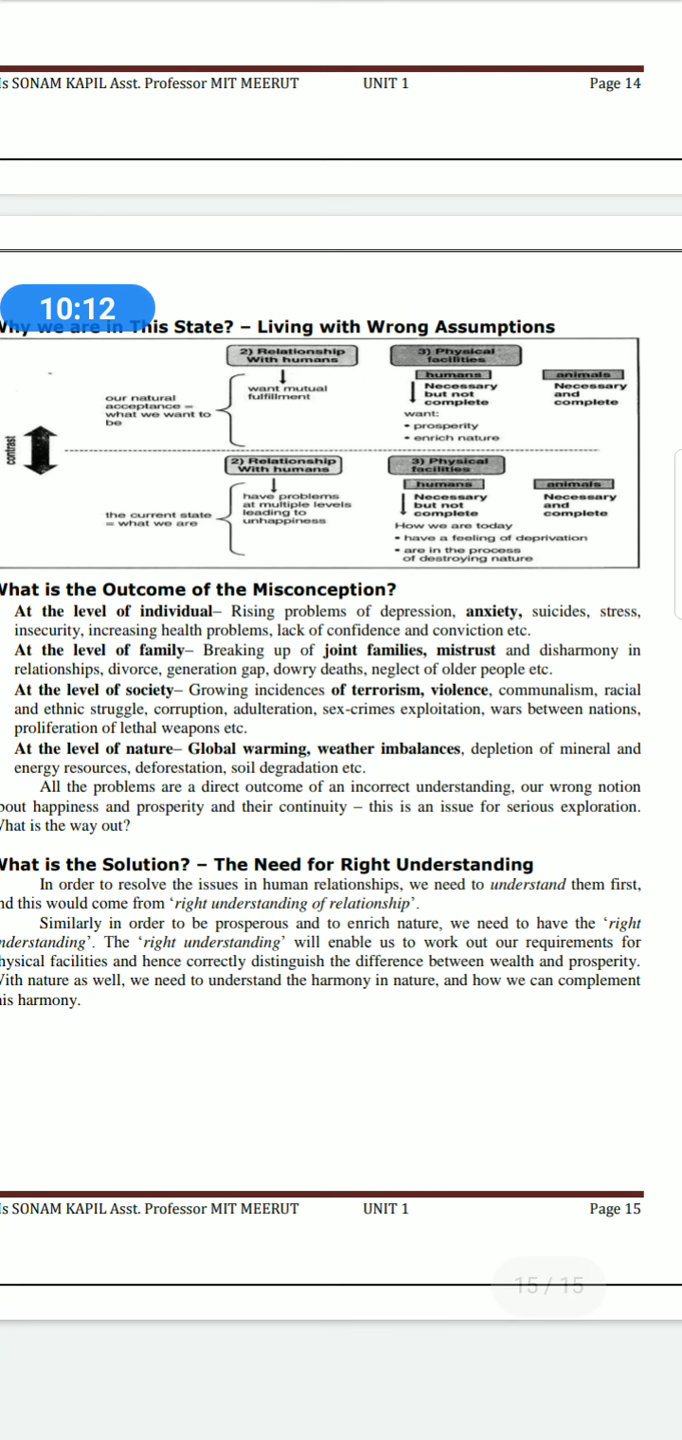 s SONAM KAPIL Asst. Professor MIT MEERUT UNIT 1 Page 14
10:12
Why we are in This State? – Living with Wrong Assumptions
2) Relationship With humans
3) Physical facilities
humans
animals
our natural acceptance = what we want to be
want mutual fulfillment
Necessary but not complete
Necessary and complete
want:
• prosperity
• enrich nature
contrast
2) Relationship With humans
3) Physical facilities
humans
animals
the current state = what we are
have problems at multiple levels leading to unhappiness
Necessary but not complete
Necessary and complete
How we are today
• have a feeling of deprivation
• are in the process of destroying nature
What is the Outcome of the Misconception?
At the level of individual– Rising problems of depression, anxiety, suicides, stress,
insecurity, increasing health problems, lack of confidence and conviction etc.
At the level of family– Breaking up of joint families, mistrust and disharmony in
relationships, divorce, generation gap, dowry deaths, neglect of older people etc.
At the level of society– Growing incidences of terrorism, violence, communalism, racial
and ethnic struggle, corruption, adulteration, sex-crimes exploitation, wars between nations,
proliferation of lethal weapons etc.
At the level of nature– Global warming, weather imbalances, depletion of mineral and
energy resources, deforestation, soil degradation etc.
All the problems are a direct outcome of an incorrect understanding, our wrong notion
bout happiness and prosperity and their continuity – this is an issue for serious exploration.
What is the way out?
What is the Solution? – The Need for Right Understanding
In order to resolve the issues in human relationships, we need to understand them first,
nd this would come from ‘right understanding of relationship’.
Similarly in order to be prosperous and to enrich nature, we need to have the ‘right
nderstanding’. The ‘right understanding’ will enable us to work out our requirements for
hysical facilities and hence correctly distinguish the difference between wealth and prosperity.
With nature as well, we need to understand the harmony in nature, and how we can complement
his harmony.
s SONAM KAPIL Asst. Professor MIT MEERUT UNIT 1 Page 15
15 / 15